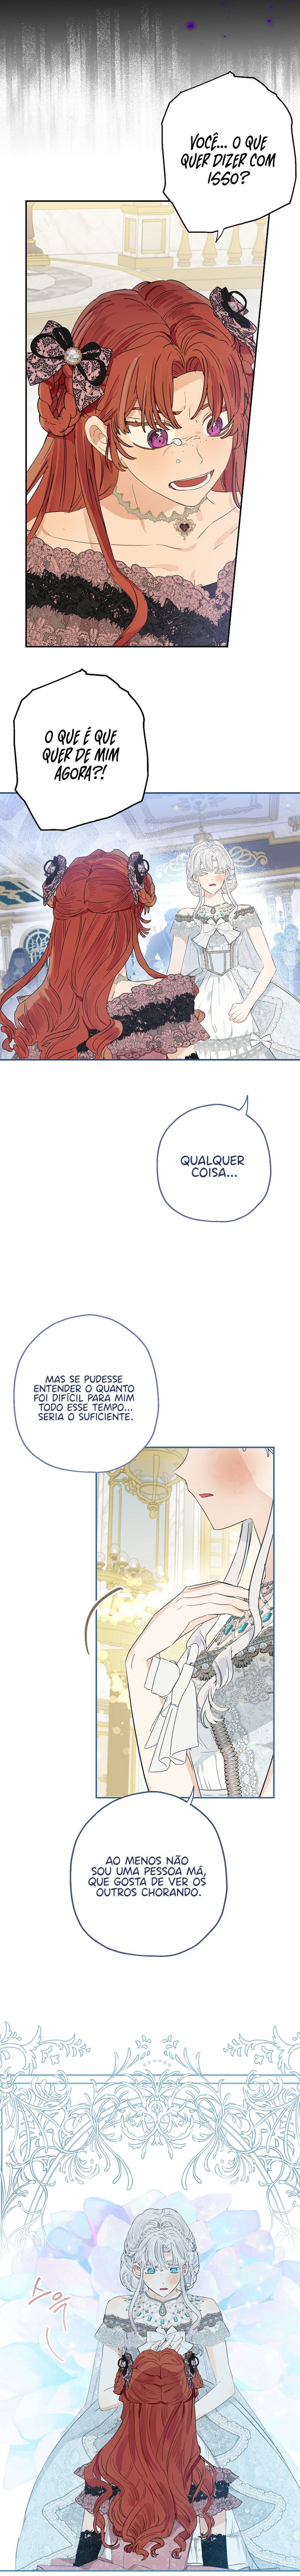 VOCÊ... O QUE
QUER DIZER COM
ISSO?
O QUE É QUE
QUER DE MIM
AGORA?!
QUALQUER
COISA...
MAS SE PUDESSE
ENTENDER O QUANTO
FOI DIFÍCIL PARA MIM
TODO ESSE TEMPO...
SERIA O SUFICIENTE.
AO MENOS NÃO
SOU UMA PESSOA MÁ,
QUE GOSTA DE VER OS
OUTROS CHORANDO.
스윽